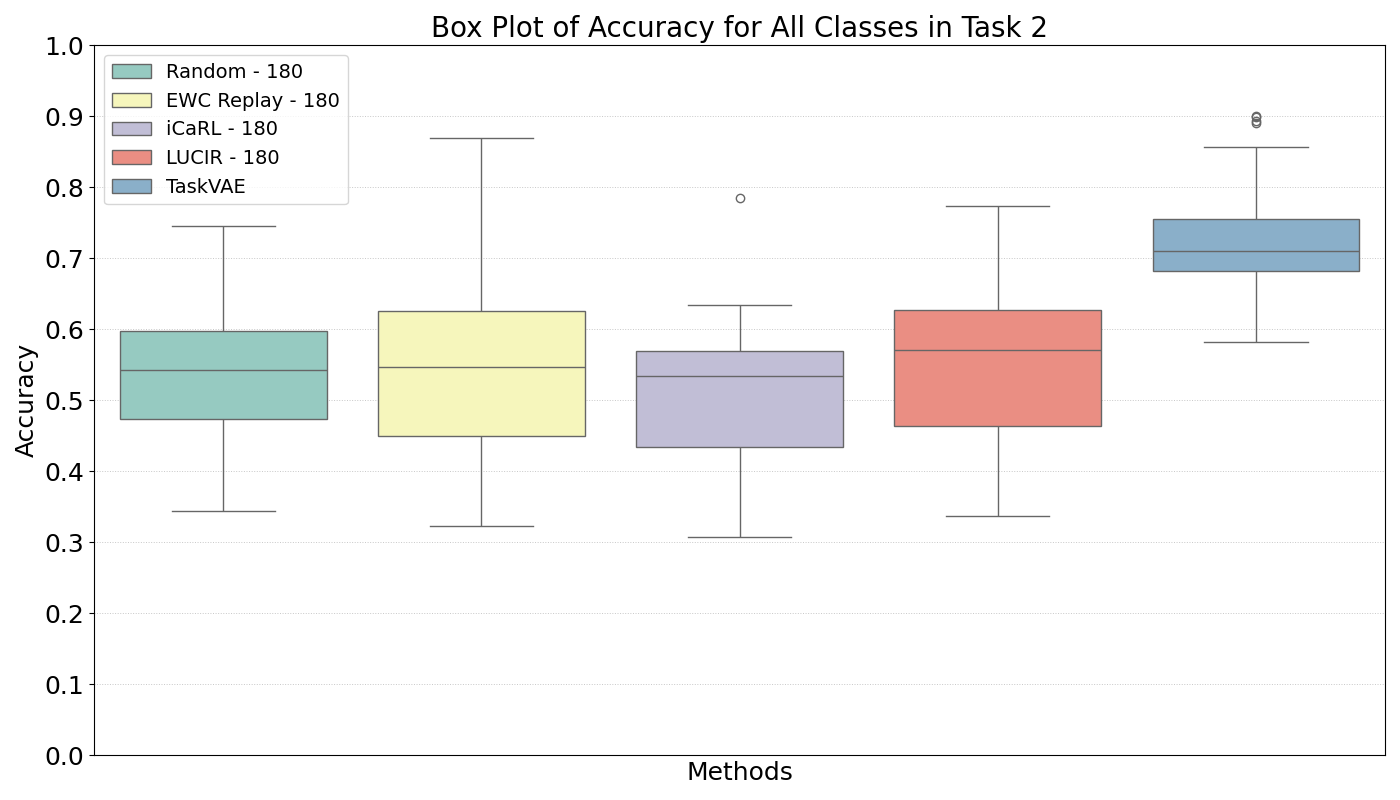 Box Plot of Accuracy for All Classes in Task 2
1.0
0.9
0.8
0.7
0.6
0.5
0.4
0.3
0.2
0.1
0.0
Accuracy
Random - 180
EWC Replay - 180
iCaRL - 180
LUCIR - 180
TaskVAE
Methods